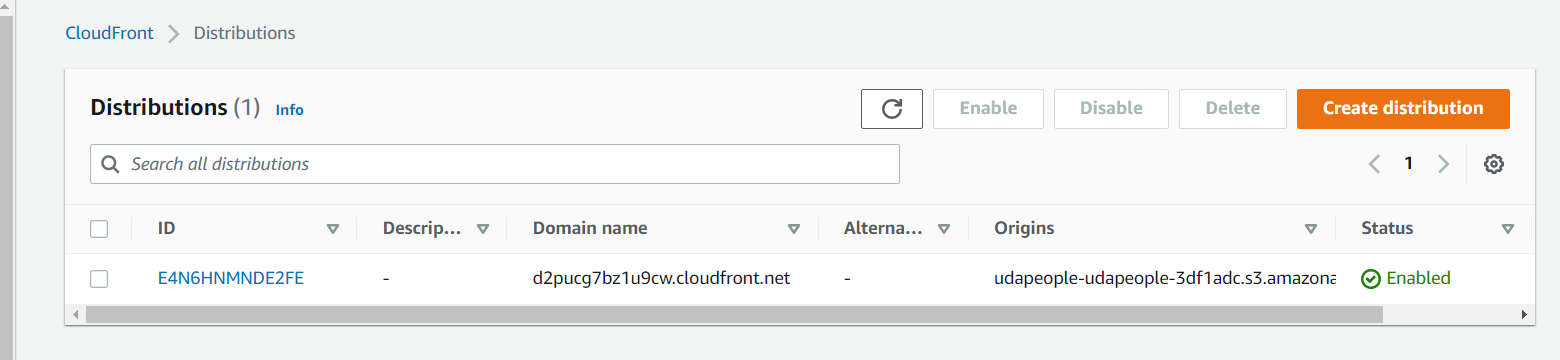 CloudFront > Distributions
Distributions (1) Info
Enable
Disable
Delete
Create distribution
Search all distributions
1
ID Descrip... Domain name Alterna... Origins Status
E4N6HNMNDE2FE - d2pucg7bz1u9cw.cloudfront.net - udapeople-udapeople-3df1adc.s3.amazona Enabled